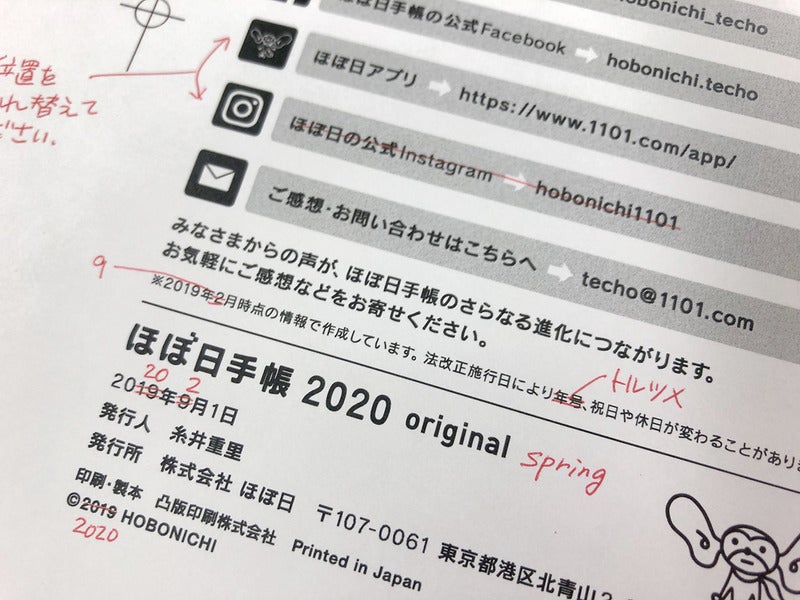 hobonichi_techo
ほぼ日手帳の公式Facebook hobonichi.techo
ほぼ日アプリ https://www.1101.com/app/
ほぼ日の公式Instagram hobonichi1101
ご感想・お問い合わせはこちらへ techo@1101.com
置を
れ替えて
ださい。
みなさまからの声が、ほぼ日手帳のさらなる進化につながります。
お気軽にご感想などをお寄せください。
9
※2019年2月時点の情報で作成しています。法改正施行日により年号、祝日や休日が変わることがありま
トルツメ
ほぼ日手帳 2020 original
spring
20 2
2019年9月1日
発行人 糸井重里
発行所 株式会社 ほぼ日 〒107-0061 東京都港区北青山2
印刷・製本 凸版印刷株式会社 Printed in Japan
©2019 HOBONICHI
2020